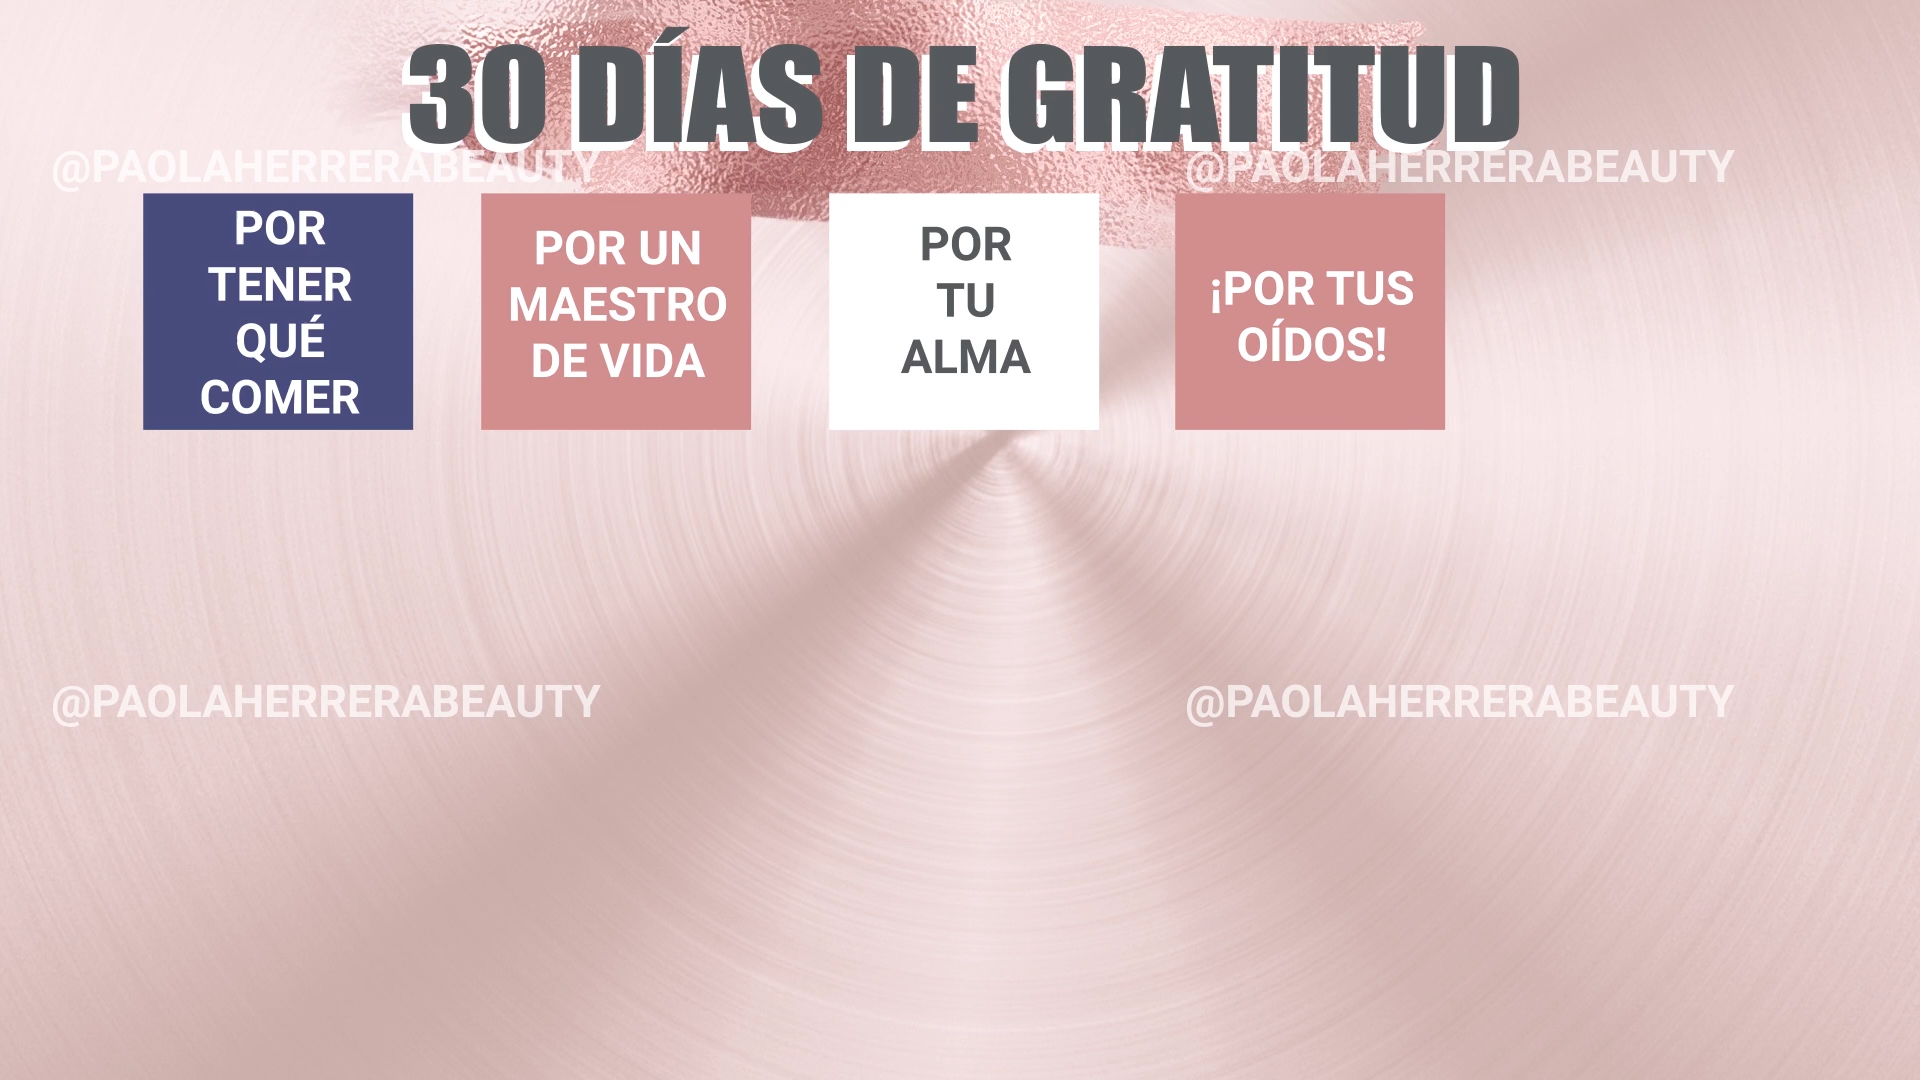 30 DÍAS DE GRATITUD
@PAOLAHERRERABEAUTY
@PAOLAHERRERABEAUTY
POR
TENER
QUÉ
COMER
POR UN
MAESTRO
DE VIDA
POR
TU
ALMA
¡POR TUS
OÍDOS!
@PAOLAHERRERABEAUTY
@PAOLAHERRERABEAUTY